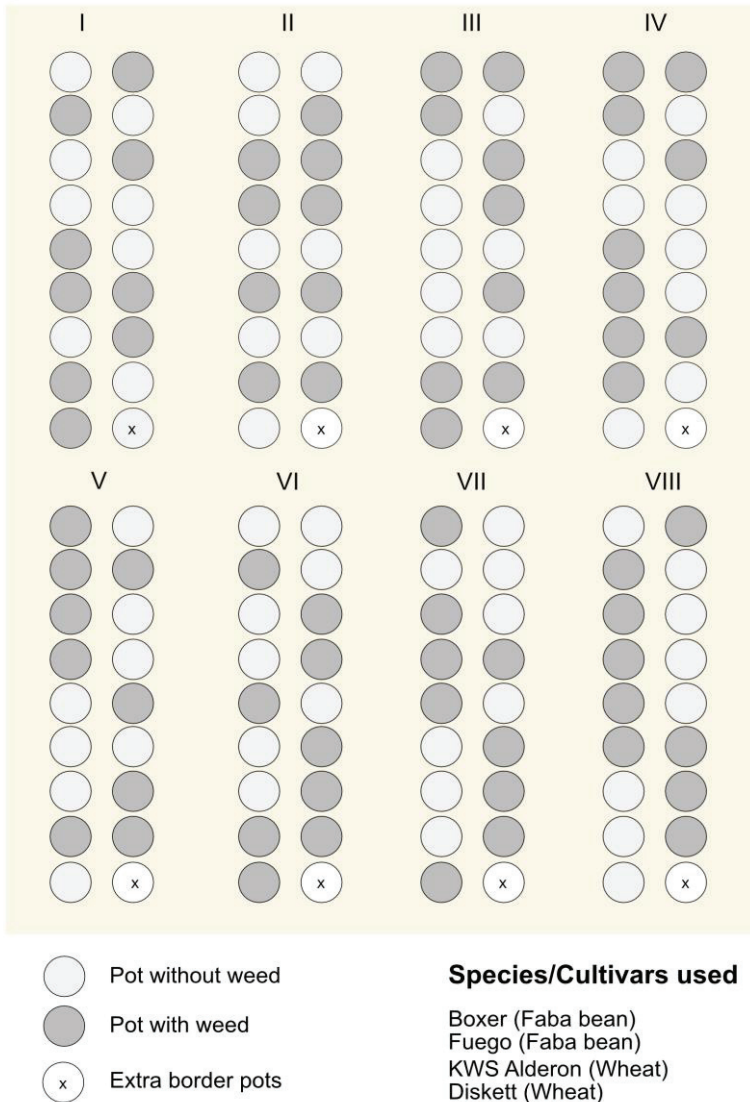 I II III IV
x x x x
V VI VII VIII
x x x x
Pot without weed
Pot with weed
x Extra border pots
Species/Cultivars used
Boxer (Faba bean)
Fuego (Faba bean)
KWS Alderon (Wheat)
Diskett (Wheat)